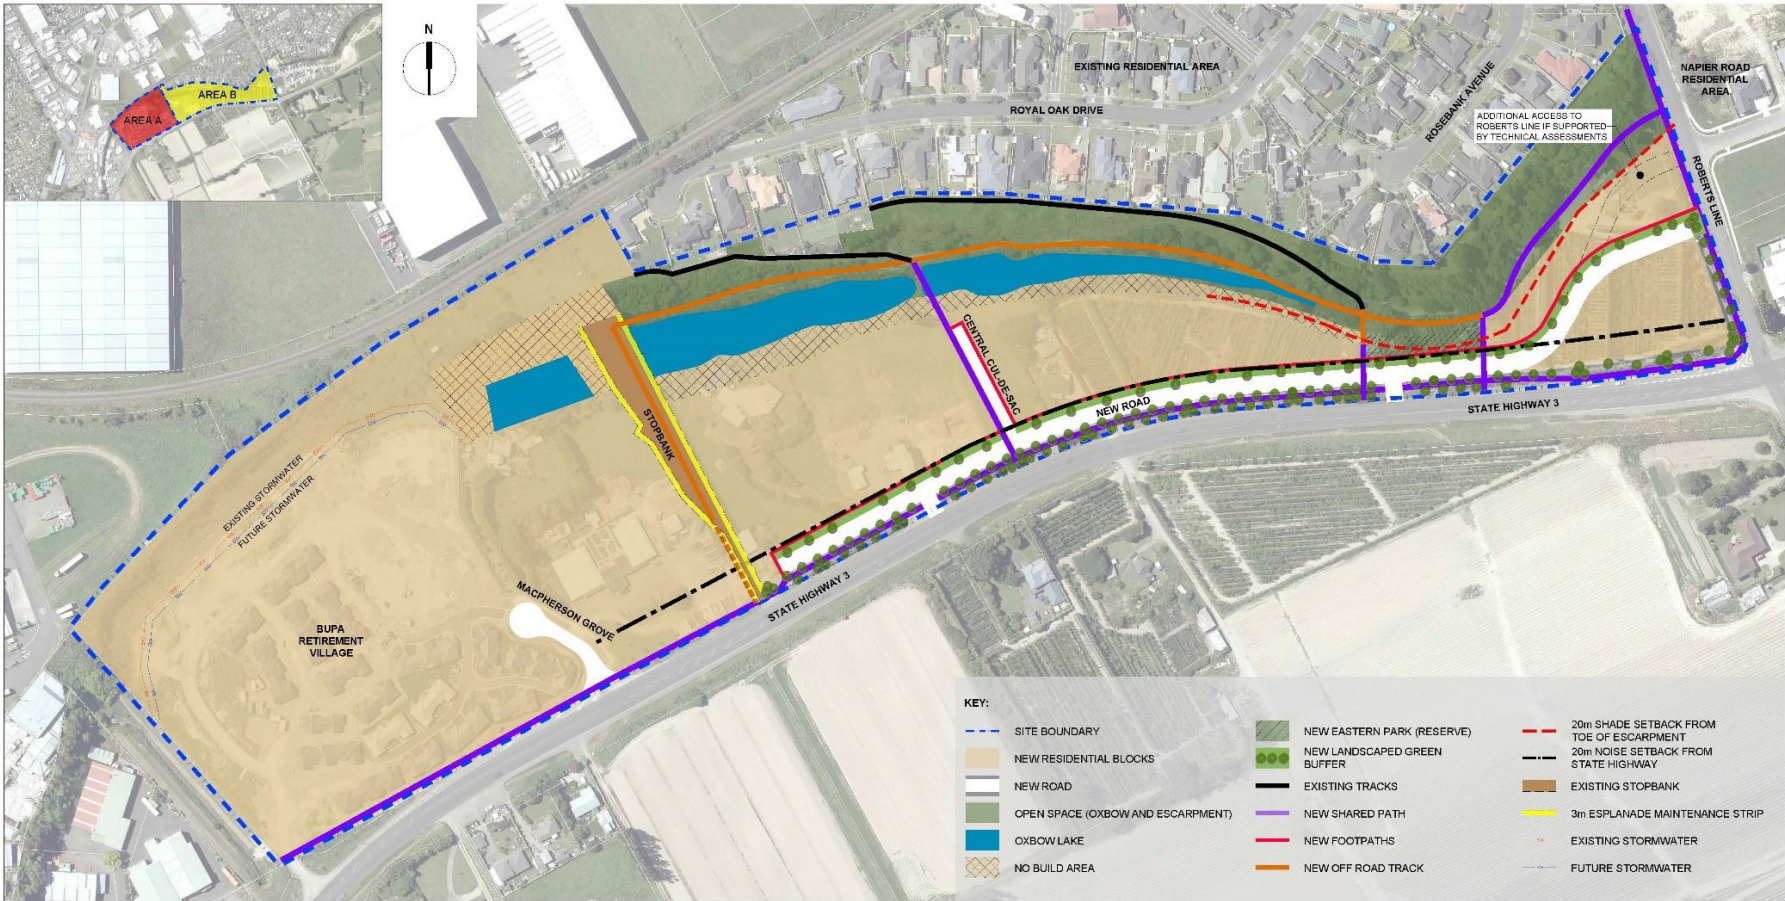 AREA A
AREA B
N
EXISTING RESIDENTIAL AREA
ROYAL OAK DRIVE
ROSEBANK AVENUE
NAPIER ROAD
RESIDENTIAL
AREA
ADDITIONAL ACCESS TO
ROBERTS LINE IF SUPPORTED
BY TECHNICAL ASSESSMENTS
ROBERTS LINE
CENTRAL CUL-DE-SAC
NEW ROAD
STATE HIGHWAY 3
STOPBANK
EXISTING STORMWATER
FUTURE STORMWATER
MACPHERSON GROVE
STATE HIGHWAY 3
BUPA
RETIREMENT
VILLAGE
KEY:
SITE BOUNDARY
NEW RESIDENTIAL BLOCKS
NEW ROAD
OPEN SPACE (OXBOW AND ESCARPMENT)
OXBOW LAKE
NO BUILD AREA
NEW EASTERN PARK (RESERVE)
NEW LANDSCAPED GREEN
BUFFER
EXISTING TRACKS
NEW SHARED PATH
NEW FOOTPATHS
NEW OFF ROAD TRACK
20m SHADE SETBACK FROM
TOE OF ESCARPMENT
20m NOISE SETBACK FROM
STATE HIGHWAY
EXISTING STOPBANK
3m ESPLANADE MAINTENANCE STRIP
EXISTING STORMWATER
FUTURE STORMWATER